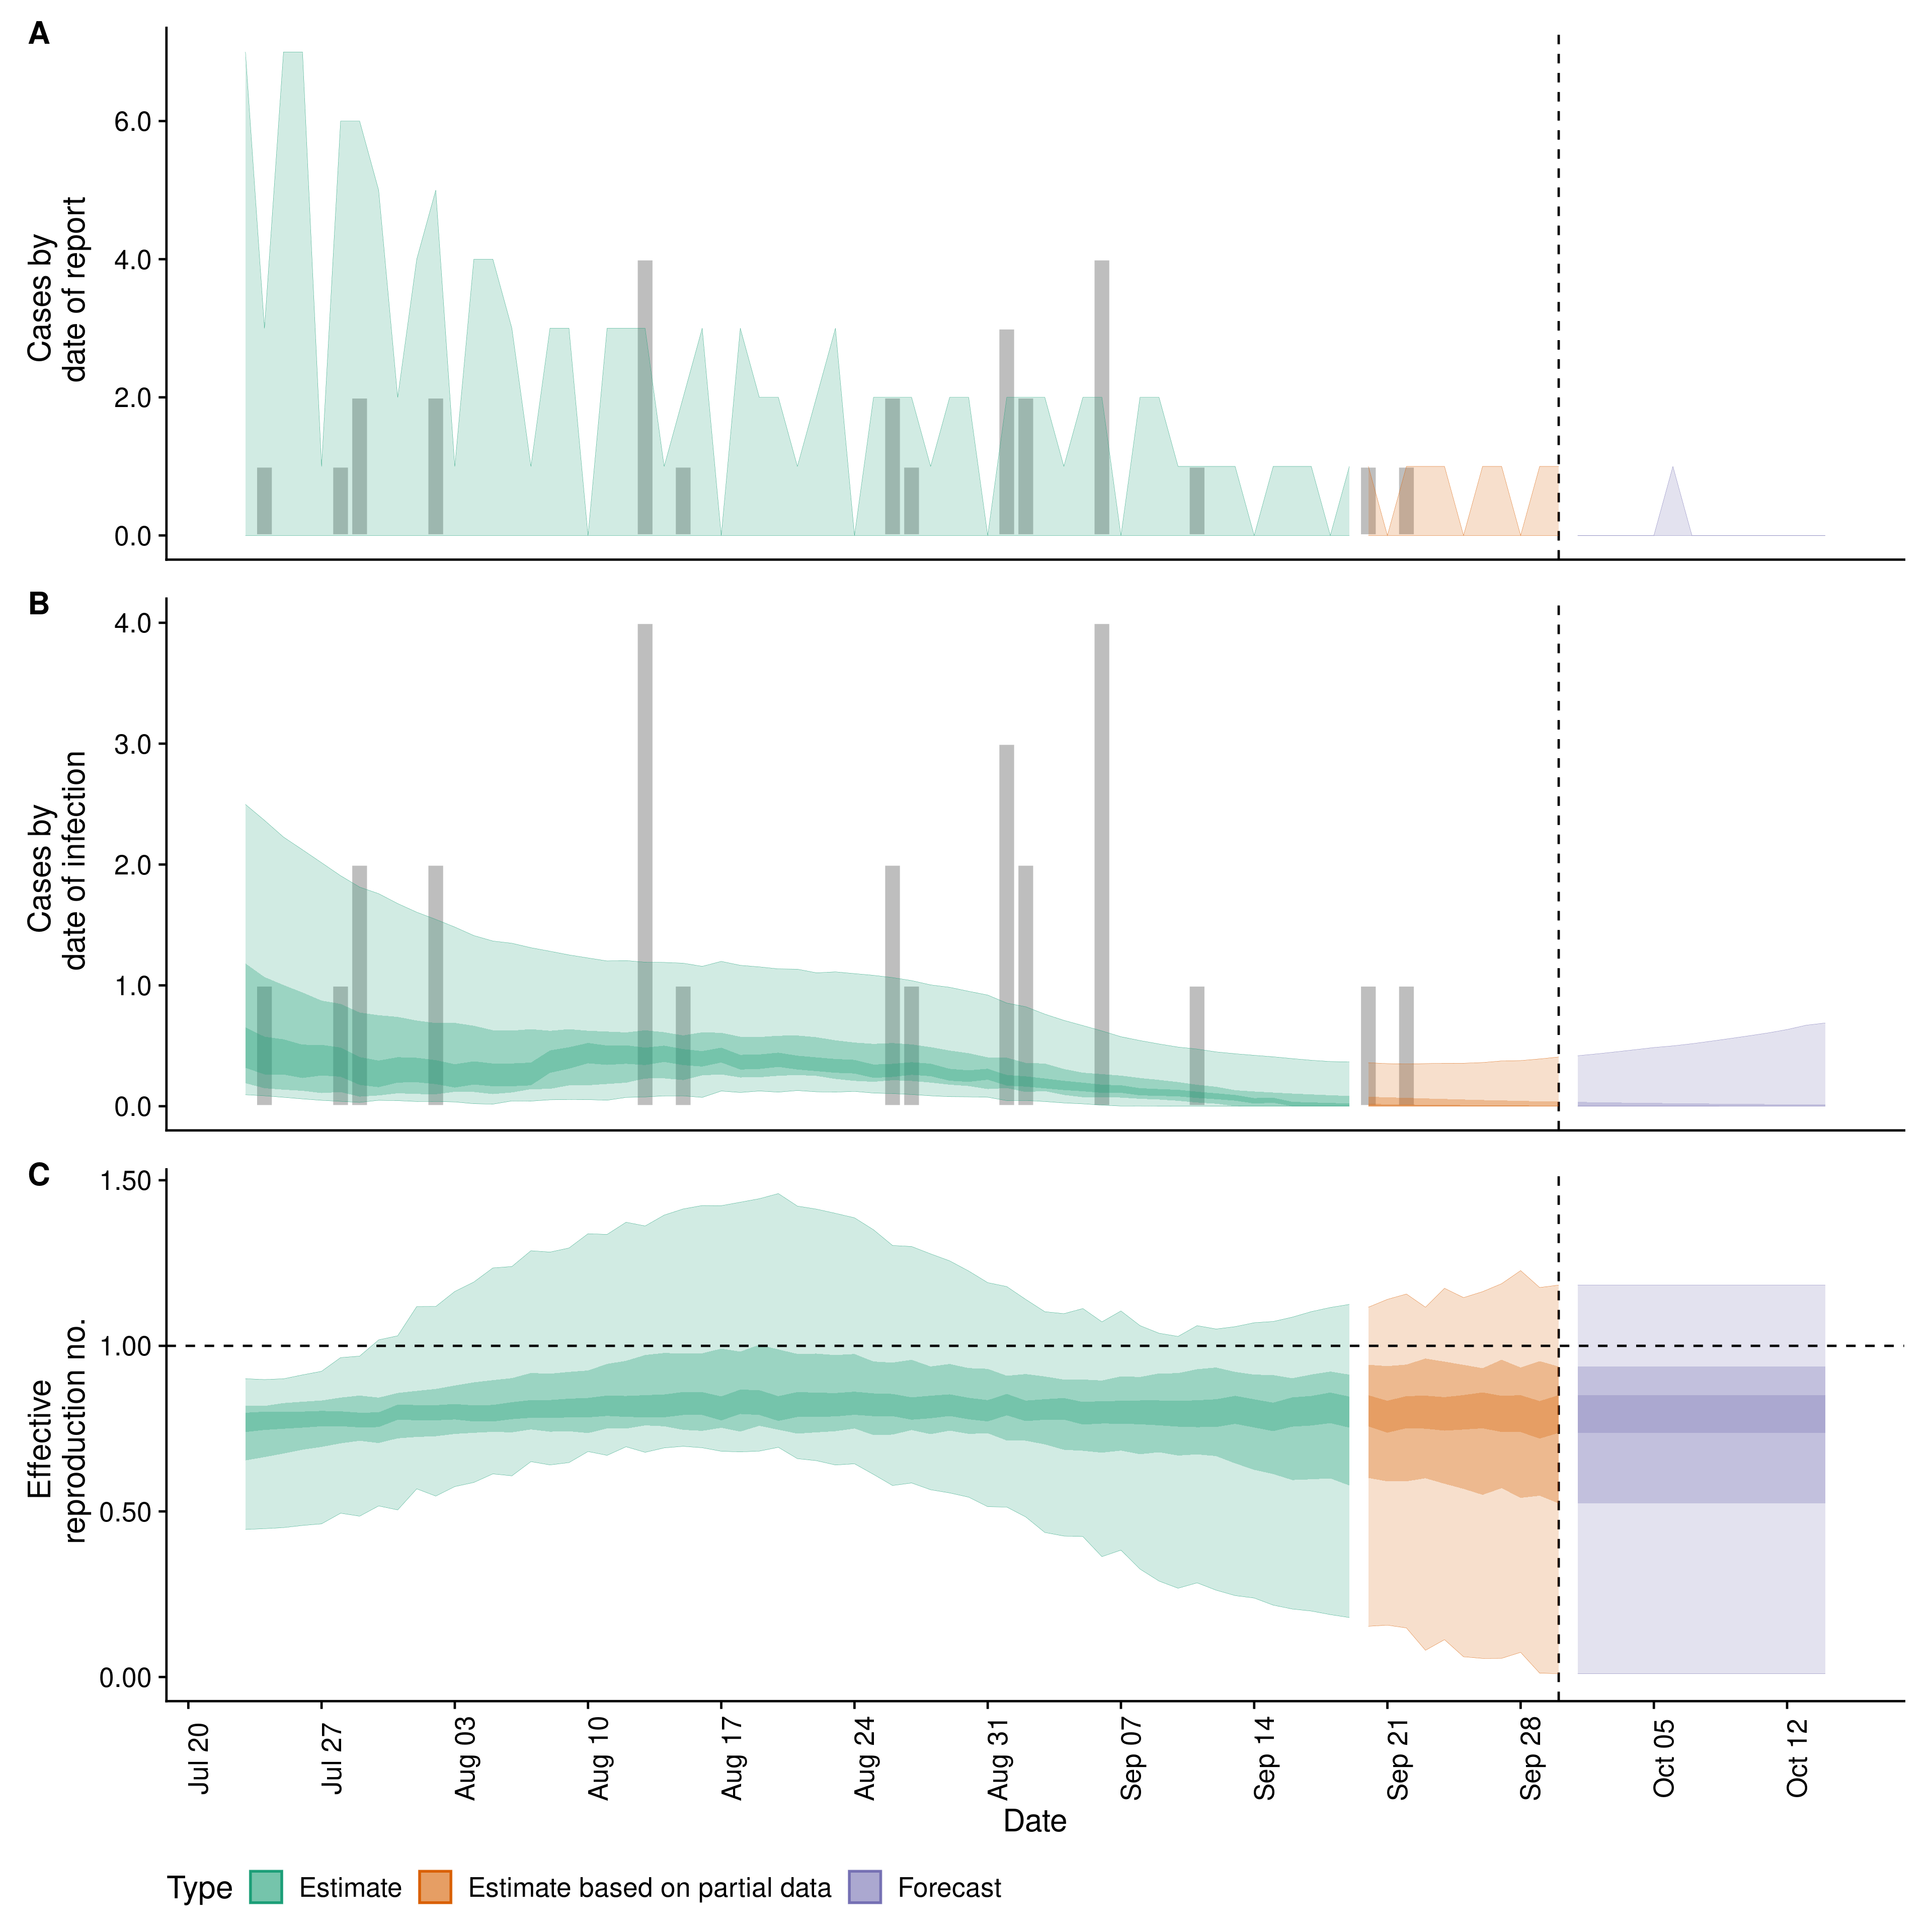 A
Cases by
date of report
6.0
4.0
2.0
0.0
B
Cases by
date of infection
4.0
3.0
2.0
1.0
0.0
C
Effective
reproduction no.
1.50
1.00
0.50
0.00
Jul 20
Jul 27
Aug 03
Aug 10
Aug 17
Aug 24
Aug 31
Sep 07
Sep 14
Sep 21
Sep 28
Oct 05
Oct 12
Date
Type
Estimate
Estimate based on partial data
Forecast